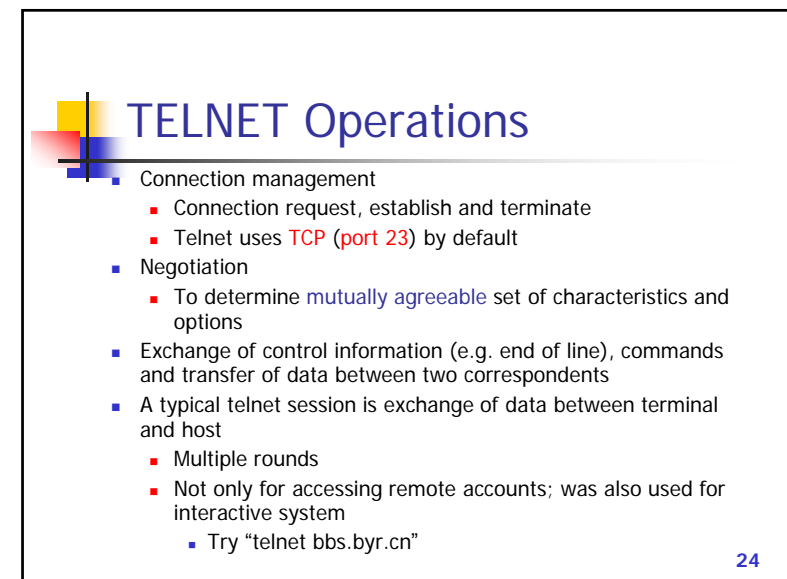 TELNET Operations
Connection management
Connection request, establish and terminate
Telnet uses TCP (port 23) by default
Negotiation
To determine mutually agreeable set of characteristics and
options
Exchange of control information (e.g. end of line), commands
and transfer of data between two correspondents
A typical telnet session is exchange of data between terminal
and host
Multiple rounds
Not only for accessing remote accounts; was also used for
interactive system
Try “telnet bbs.byr.cn”
24